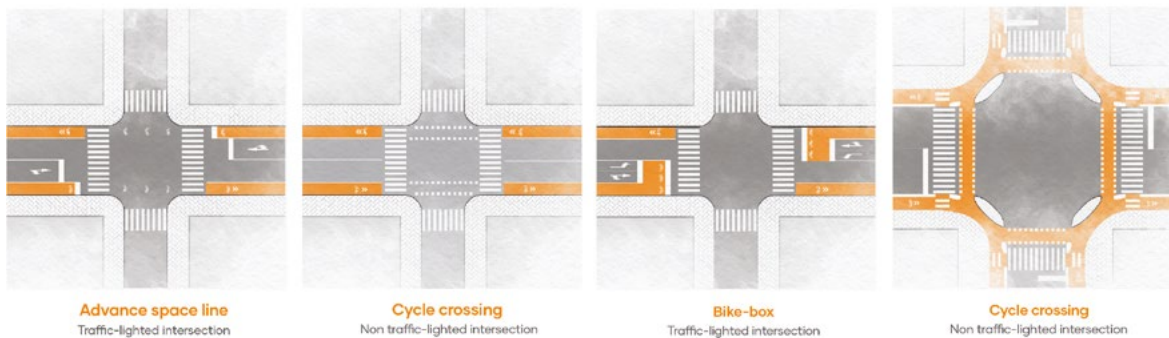 Advance space line
Traffic-lighted intersection
Cycle crossing
Non traffic-lighted intersection
Bike-box
Traffic-lighted intersection
Cycle crossing
Non traffic-lighted intersection